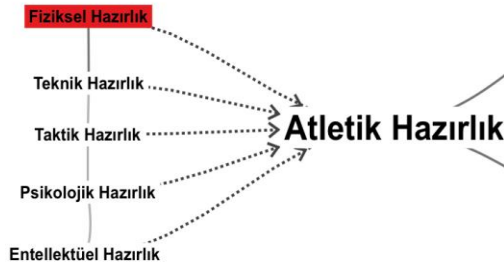 Fiziksel Hazırlık
Teknik Hazırlık
Taktik Hazırlık
Atletik Hazırlık
Psikolojik Hazırlık
Entellektüel Hazırlık